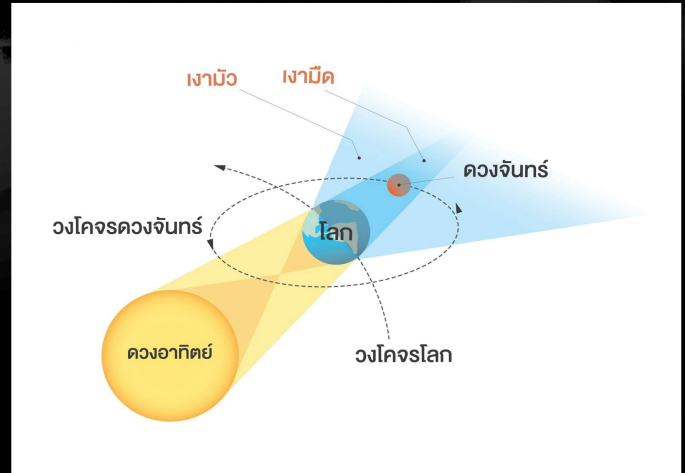 เงามัว
เงามืด
ดวงจันทร์
วงโคจรดวงจันทร์
โลก
ดวงอาทิตย์
วงโคจรโลก